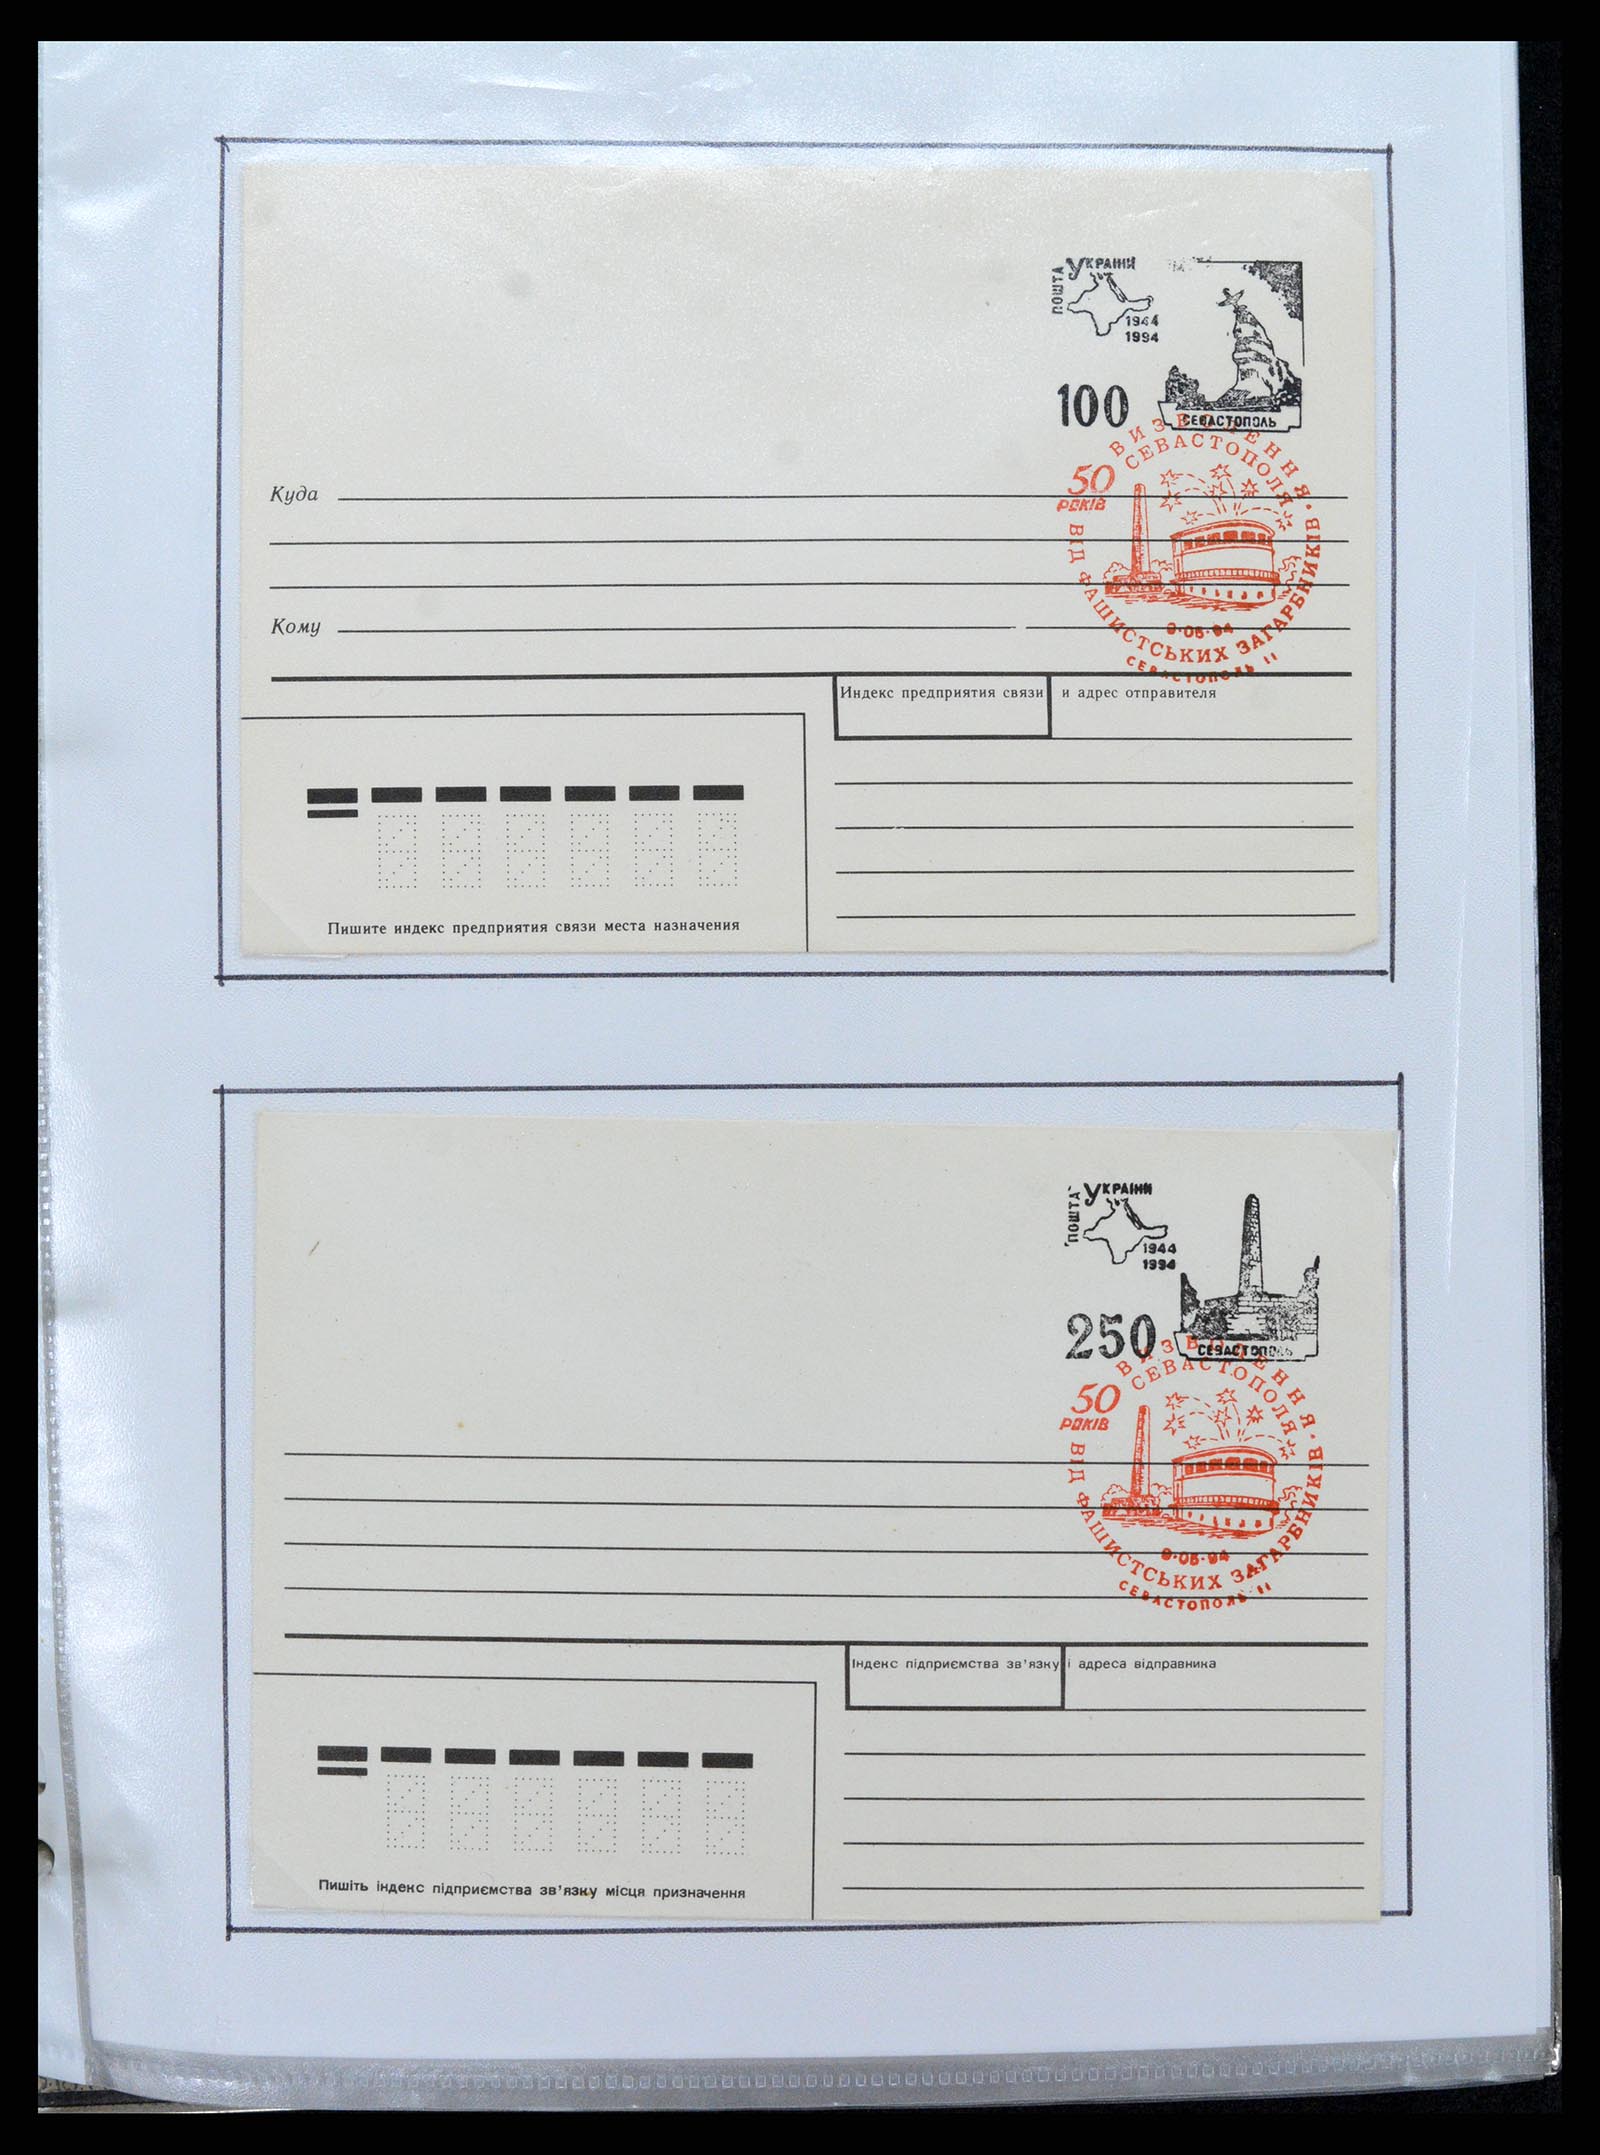 ПОШТА УКРАЇНИ
1944
1994
100
СЕВАСТОПОЛЬ
ВИЗВОЛЕННЯ
СЕВАСТОПОЛЯ
50
РОКІВ
ВІД ФАШИСТСЬКИХ ЗАГАРБНИКІВ
9·05·94
СЕВАСТОПОЛЬ 11
Куда
Кому
Индекс предприятия связи и адрес отправителя
Пишите индекс предприятия связи места назначения
ПОШТА УКРАЇНИ
1944
1994
250
СЕВАСТОПОЛЬ
ВИЗВОЛЕННЯ
СЕВАСТОПОЛЯ
50
РОКІВ
ВІД ФАШИСТСЬКИХ ЗАГАРБНИКІВ
9·05·94
СЕВАСТОПОЛЬ 11
Індекс підприємства зв'язку і адреса відправника
Пишіть індекс підприємства зв'язку місця призначення